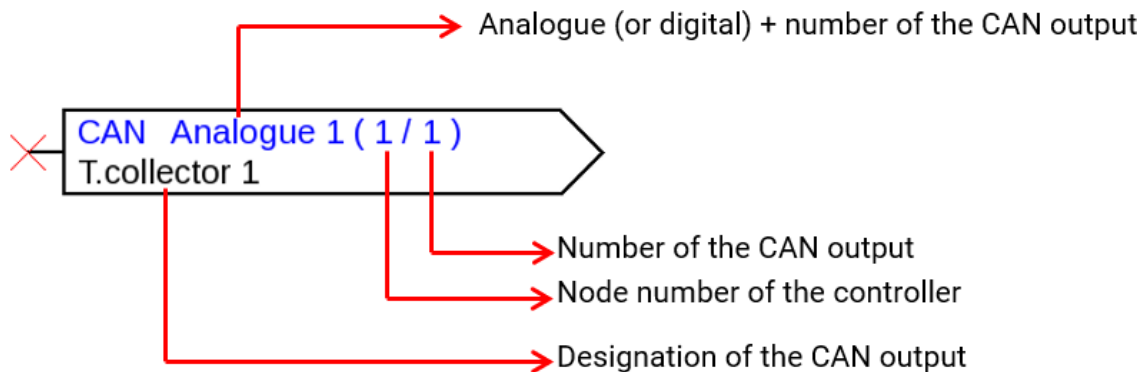 Analogue (or digital) + number of the CAN output
CAN Analogue 1 ( 1 / 1 )
T.collector 1
Number of the CAN output
Node number of the controller
Designation of the CAN output